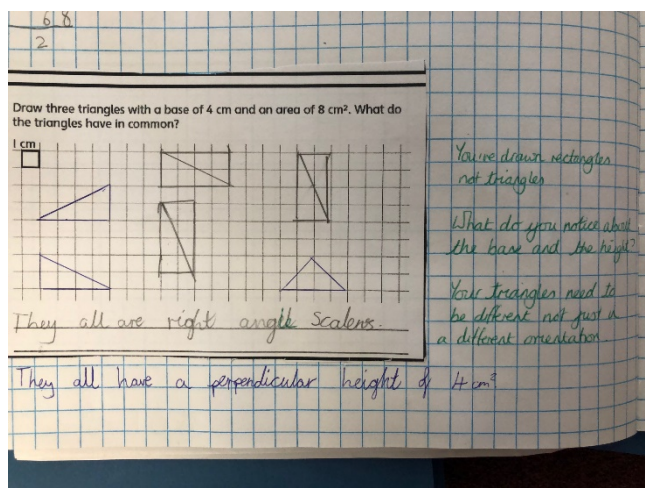 6 8
2
Draw three triangles with a base of 4 cm and an area of 8 cm². What do
the triangles have in common?
1 cm
They all are right angle Scalens.
They all have a perpendicular height of 4 cm²
You've drawn rectangles
not triangles
What do you notice about
the base and the height?
Your triangles need to
be different not just in
a different orientation.